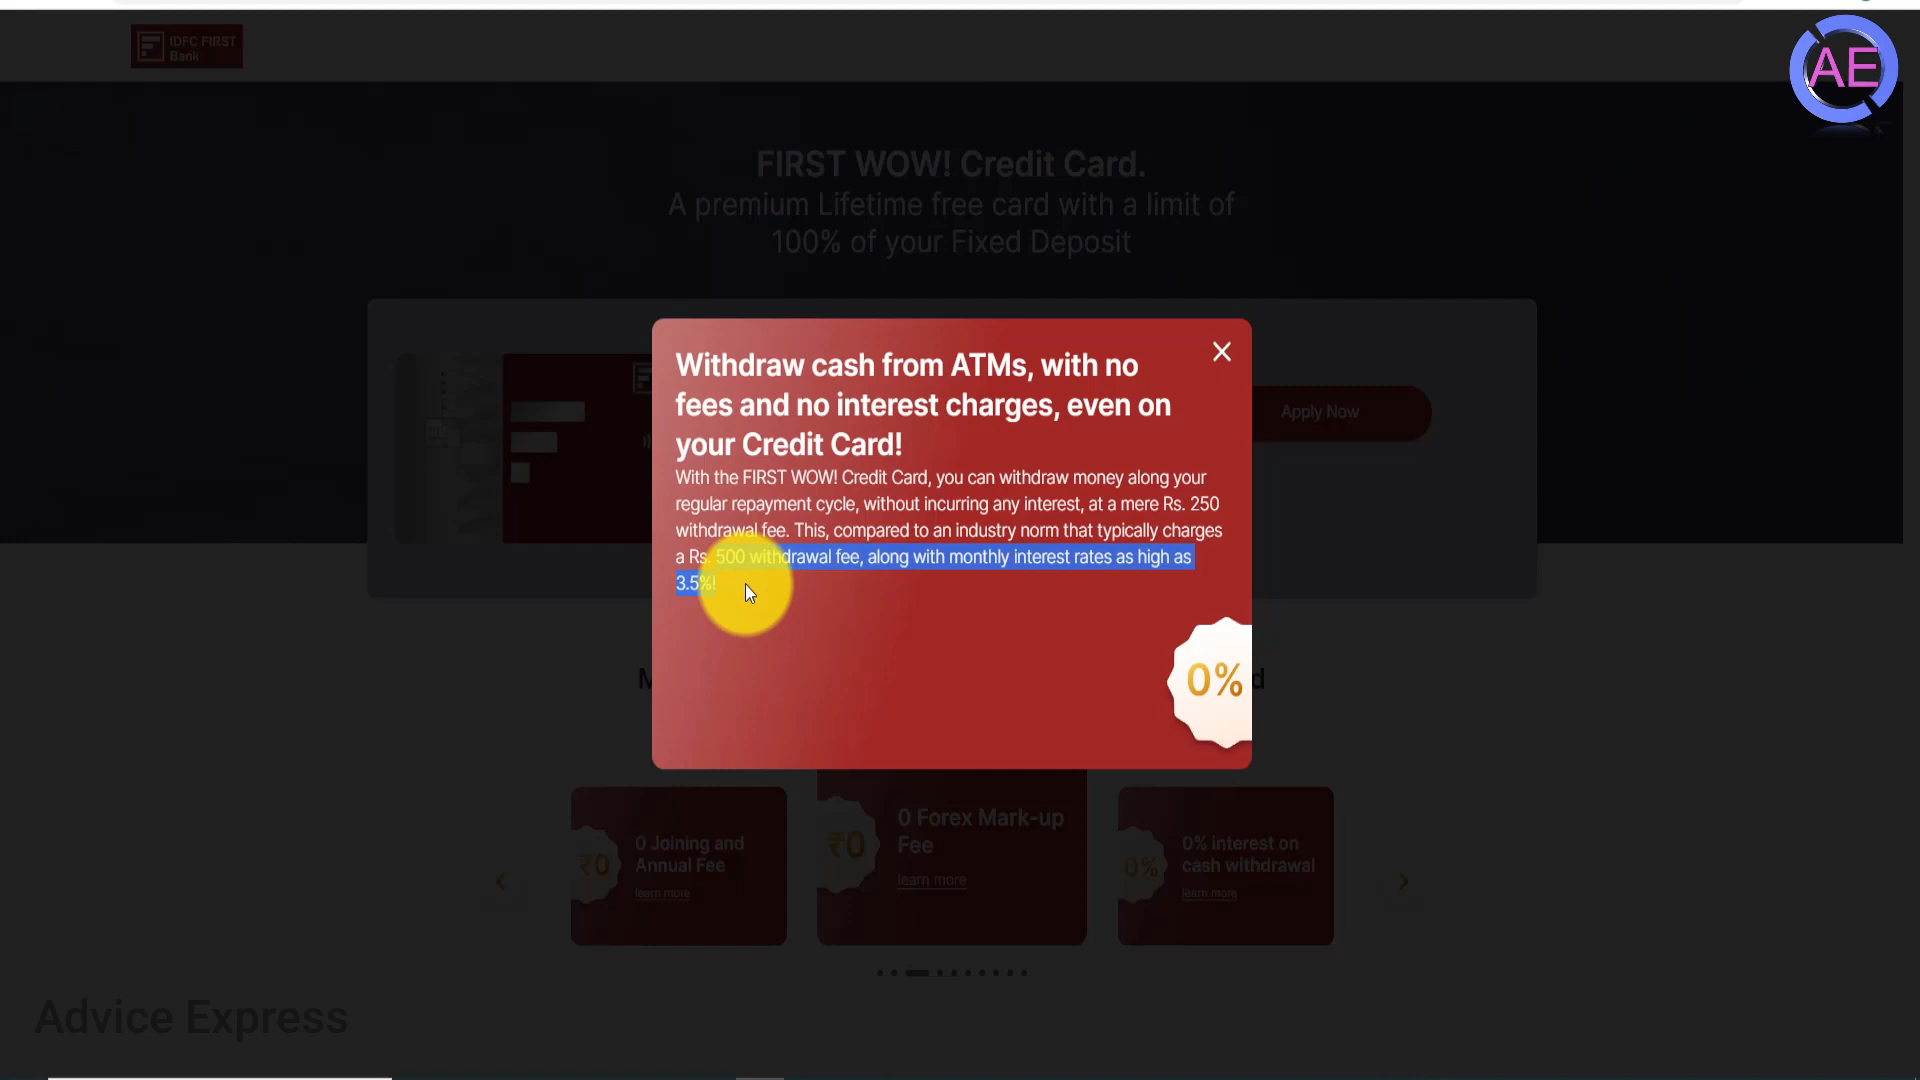 IDFC FIRST
Bank
AE
FIRST WOW! Credit Card.
A premium Lifetime free card with a limit of
100% of your Fixed Deposit
Apply Now
Withdraw cash from ATMs, with no
fees and no interest charges, even on
your Credit Card!
With the FIRST WOW! Credit Card, you can withdraw money along your
regular repayment cycle, without incurring any interest, at a mere Rs. 250
withdrawal fee. This, compared to an industry norm that typically charges
a Rs. 500 withdrawal fee, along with monthly interest rates as high as
3.5%!
0%
₹0
0 Joining and
Annual Fee
learn more
₹0
0 Forex Mark-up
Fee
learn more
0%
0% interest on
cash withdrawal
learn more
Advice Express